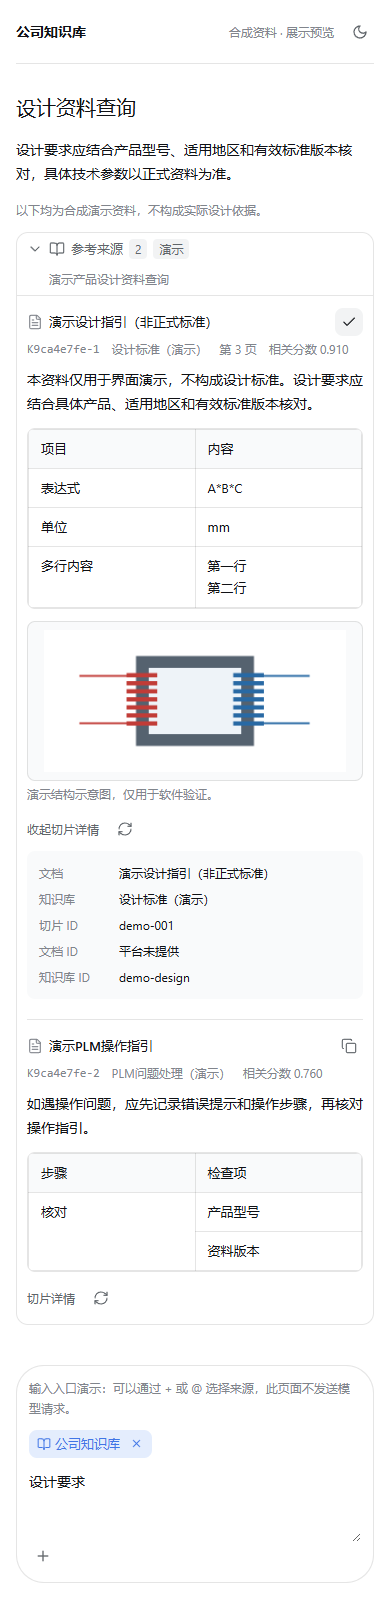 公司知识库
合成资料 · 展示预览
设计资料查询
设计要求应结合产品型号、适用地区和有效标准版本核
对，具体技术参数以正式资料为准。
以下均为合成演示资料，不构成实际设计依据。
参考来源 2 演示
演示产品设计资料查询
演示设计指引（非正式标准）
K9ca4e7fe-1 设计标准（演示） 第 3 页 相关分数 0.910
本资料仅用于界面演示，不构成设计标准。设计要求应
结合具体产品、适用地区和有效标准版本核对。
项目 内容
表达式 A*B*C
单位 mm
多行内容 第一行
第二行
演示结构示意图，仅用于软件验证。
收起切片详情
文档 演示设计指引（非正式标准）
知识库 设计标准（演示）
切片 ID demo-001
文档 ID 平台未提供
知识库 ID demo-design
演示PLM操作指引
K9ca4e7fe-2 PLM问题处理（演示） 相关分数 0.760
如遇操作问题，应先记录错误提示和操作步骤，再核对
操作指引。
步骤 检查项
核对 产品型号
资料版本
切片详情
输入入口演示：可以通过 + 或 @ 选择来源，此页面不发送模
型请求。
公司知识库 ×
设计要求
+